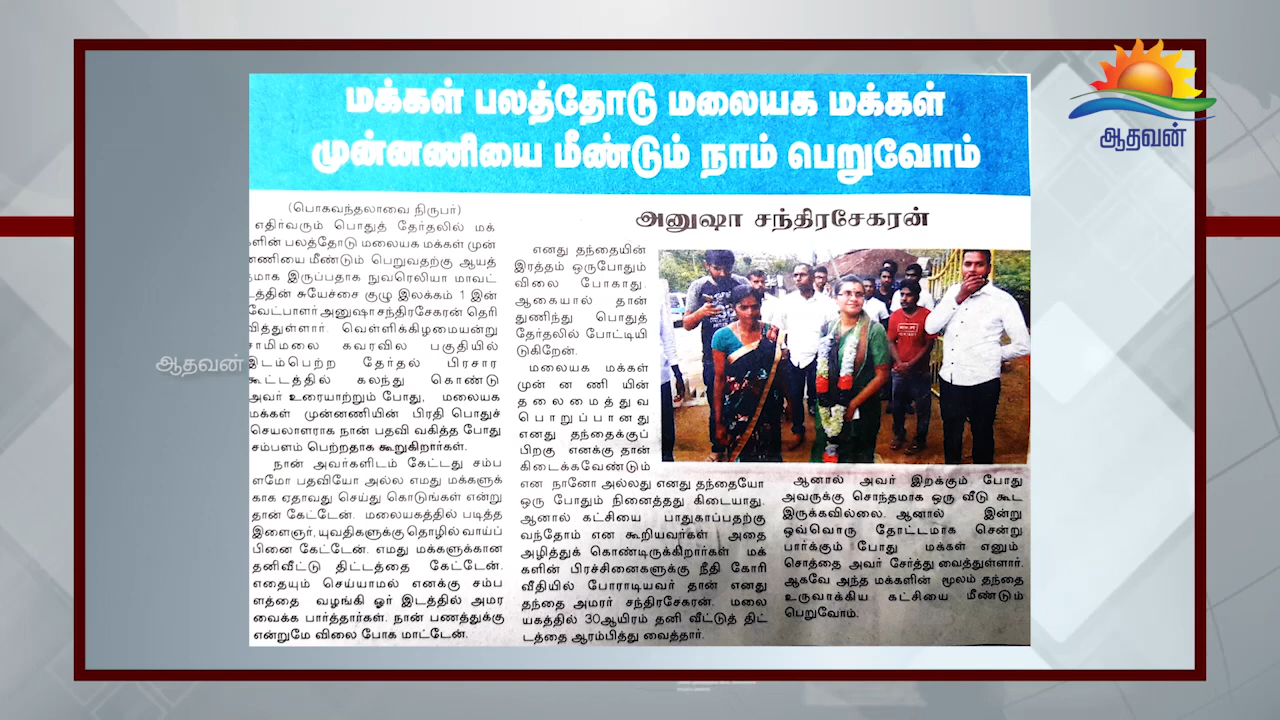 மக்கள் பலத்தோடு மலையக மக்கள்
முன்னணியை மீண்டும் நாம் பெறுவோம்
ஆதவன்
அனுஷா சந்திரசேகரன்
(பொகவந்தலாவை நிருபர்)
எதிர்வரும் பொதுத் தேர்தலில் மக்
களின் பலத்தோடு மலையக மக்கள் முன்
னணியை மீண்டும் பெறுவதற்கு ஆயத்
தமாக இருப்பதாக நுவரெலியா மாவட்
டத்தின் சுயேச்சை குழு இலக்கம் 1 இன்
வேட்பாளர் அனுஷா சந்திரசேகரன் தெரி
வித்துள்ளார். வெள்ளிக்கிழமையன்று
சாமிமலை கவரவில பகுதியில்
இடம்பெற்ற தேர்தல் பிரசார
கூட்டத்தில் கலந்து கொண்டு
அவர் உரையாற்றும் போது, மலையக
மக்கள் முன்னணியின் பிரதி பொதுச்
செயலாளராக நான் பதவி வகித்த போது
சம்பளம் பெற்றதாக கூறுகிறார்கள்.
நான் அவர்களிடம் கேட்டது சம்ப
ளமோ பதவியோ அல்ல எமது மக்களுக்
காக ஏதாவது செய்து கொடுங்கள் என்று
தான் கேட்டேன். மலையகத்தில் படித்த
இளைஞர், யுவதிகளுக்கு தொழில் வாய்ப்
பினை கேட்டேன். எமது மக்களுக்கான
தனிவீட்டு திட்டத்தை கேட்டேன்.
எதையும் செய்யாமல் எனக்கு சம்ப
ளத்தை வழங்கி ஓர் இடத்தில் அமர
வைக்க பார்த்தார்கள். நான் பணத்துக்கு
என்றுமே விலை போக மாட்டேன்.
எனது தந்தையின்
இரத்தம் ஒருபோதும்
விலை போகாது.
ஆகையால் தான்
துணிந்து பொதுத்
தேர்தலில் போட்டியி
டுகிறேன்.
மலையக மக்கள்
முன் ன ணி யின்
தலைமைத்துவ
பொறுப்பானது
எனது தந்தைக்குப்
பிறகு எனக்கு தான்
கிடைக்கவேண்டும்
என நானோ அல்லது எனது தந்தையோ
ஒரு போதும் நினைத்தது கிடையாது.
ஆனால் கட்சியை பாதுகாப்பதற்கு
வந்தோம் என கூறியவர்கள் அதை
அழித்துக் கொண்டிருக்கிறார்கள் மக்
களின் பிரச்சினைகளுக்கு நீதி கோரி
வீதியில் போராடியவர் தான் எனது
தந்தை அமரர் சந்திரசேகரன். மலை
யகத்தில் 30ஆயிரம் தனி வீட்டுத் திட்
டத்தை ஆரம்பித்து வைத்தார்.
ஆனால் அவர் இறக்கும் போது
அவருக்கு சொந்தமாக ஒரு வீடு கூட
இருக்கவில்லை. ஆனால் இன்று
ஒவ்வொரு தோட்டமாக சென்று
பார்க்கும் போது மக்கள் எனும்
சொத்தை அவர் சேர்த்து வைத்துள்ளார்.
ஆகவே அந்த மக்களின் மூலம் தந்தை
உருவாக்கிய கட்சியை மீண்டும்
பெறுவோம்.
ஆதவன்